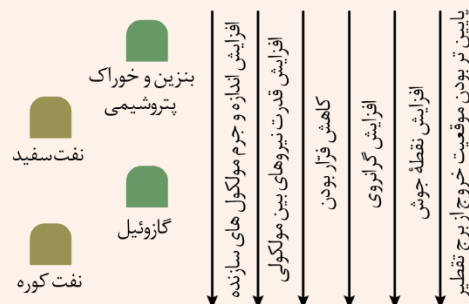 بنزین و خوراک
پتروشیمی
نفت‌سفید
گازوئیل
نفت کوره
افزایش اندازه و جرم مولکول های سازنده
افزایش قدرت نیروهای بین مولکولی
کاهش فرّار بودن
افزایش گرانروی
افزایش نقطهٔ جوش
پایین تر بودن موقعیت خروج از برج تقطیر